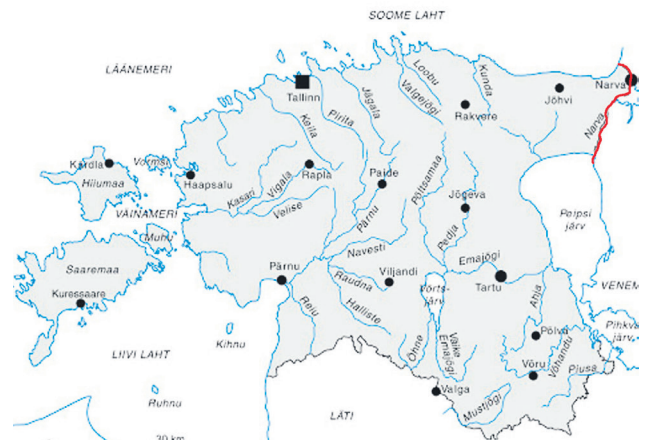 SOOME LAHT
LÄÄNEMERI
Tallinn
Keila
Pirita
Jägala
Loobu
Valgejõgi
Kunda
Rakvere
Jõhvi
Narva
Narva
Kärdla
Hiiumaa
Vormsi
Haapsalu
Kasari
Vigala
Rapla
Velise
Paide
Pärnu
Põltsamaa
Jõgeva
Pedja
Peipsi
järv
VÄINAMERI
Muhu
Saaremaa
Kuressaare
Pärnu
Navesti
Raudna
Viljandi
Halliste
Reiu
Võrts-
järv
Emajõgi
Tartu
Ahja
VENEM
Pihkva
järv.
Põlva
Võru
Võhandu
Piusa
Õhne
Väike
Emajõgi
Valga
Mustjõgi
Kihnu
LIIVI LAHT
Ruhnu
LÄTI